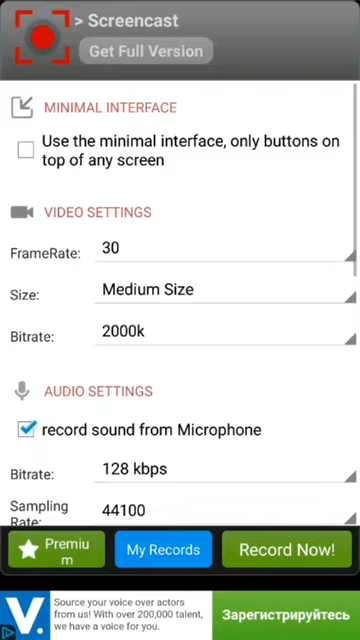 > Screencast
Get Full Version
MINIMAL INTERFACE
Use the minimal interface, only buttons on
top of any screen
VIDEO SETTINGS
FrameRate:
30
Size:
Medium Size
Bitrate:
2000k
AUDIO SETTINGS
record sound from Microphone
Bitrate:
128 kbps
Sampling
Rate:
44100
Premiu
m
My Records
Record Now!
V.
Source your voice over actors
from us! With over 200,000 talent,
we have a voice for you.
Зарегистрируйтесь